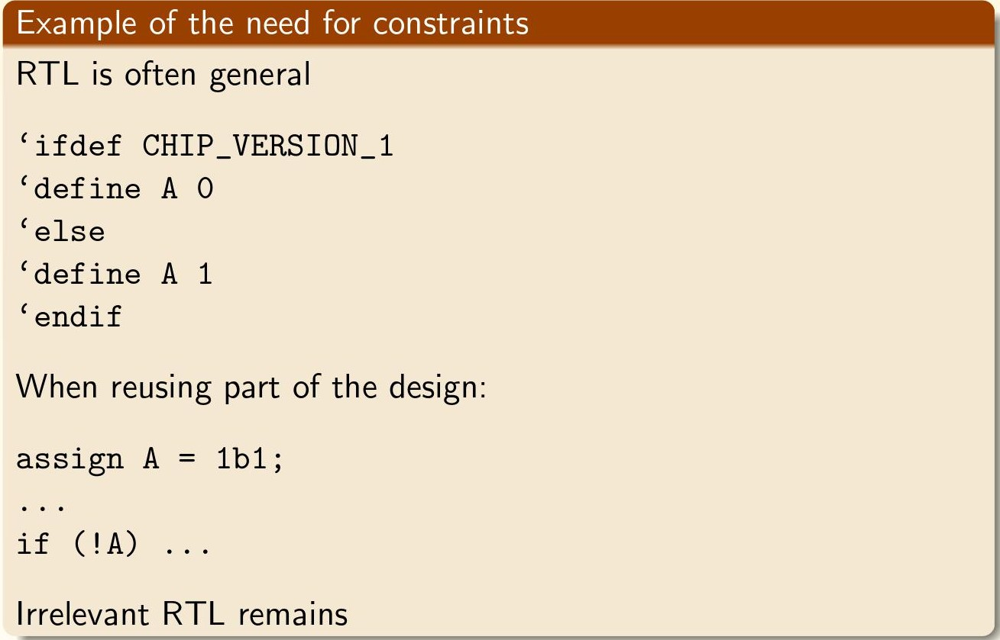 Example of the need for constraints
RTL is often general
‘ifdef CHIP_VERSION_1
‘define A 0
‘else
‘define A 1
‘endif
When reusing part of the design:
assign A = 1b1;
...
if (!A) ...
Irrelevant RTL remains